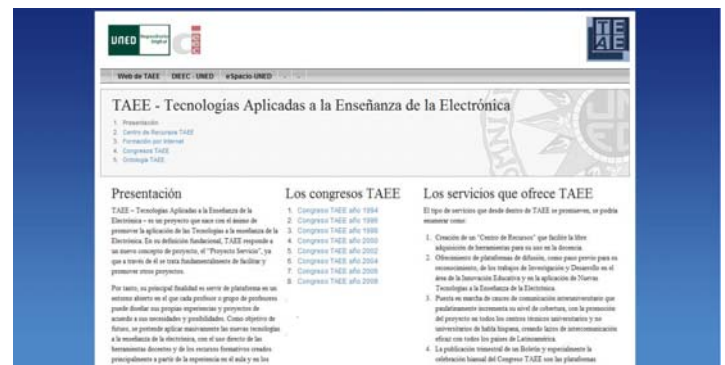 UNED
TAEE
Web de TAEE DIEEC - UNED eSpacio-UNED - -
TAEE - Tecnologías Aplicadas a la Enseñanza de la Electrónica
1. Presentación
2. Centro de Recursos TAEE
3. Formación por Internet
4. Congresos TAEE
5. Ontología TAEE
Presentación
TAEE – Tecnologías Aplicadas a la Enseñanza de la
Electrónica – es un proyecto que nace con el ánimo de
promover la aplicación de las Tecnologías a la enseñanza de la
Electrónica. En su definición fundacional, TAEE responde a
un nuevo concepto de proyecto, el "Proyecto Servicio", ya
que a través de él se trata fundamentalmente de facilitar y
promover otros proyectos.
Por tanto, su principal finalidad es servir de plataforma en un
entorno abierto en el que cada profesor o grupo de profesores
puede diseñar sus propias experiencias y proyectos de
acuerdo a sus necesidades y posibilidades. Como objetivo de
futuro, se pretende aplicar masivamente las nuevas tecnologías
a la enseñanza de la electrónica, con el uso directo de las
herramientas docentes y de los recursos formativos creados
principalmente a partir de la experiencia en el aula y en los
Los congresos TAEE
1. Congreso TAEE año 1994
2. Congreso TAEE año 1996
3. Congreso TAEE año 1998
4. Congreso TAEE año 2000
5. Congreso TAEE año 2002
6. Congreso TAEE año 2004
7. Congreso TAEE año 2006
8. Congreso TAEE año 2008
Los servicios que ofrece TAEE
El tipo de servicios que desde dentro de TAEE se promueven, se podría
enumerar como:
1. Creación de un "Centro de Recursos" que facilite la libre
adquisición de herramientas para su uso en la docencia.
2. Ofrecimiento de plataformas de difusión, como paso previo para su
reconocimiento, de los trabajos de Investigación y Desarrollo en el
área de la Innovación Educativa y en la aplicación de Nuevas
Tecnologías a la Enseñanza de la Electrónica.
3. Puesta en marcha de cauces de comunicación interuniversitario que
paulatinamente incrementa su nivel de cobertura, con la promoción
del proyecto en todos los centros técnicos universitarios y no
universitarios de habla hispana, creando lazos de intercomunicación
eficaz con todos los países de Latinoamérica.
4. La publicación trimestral de un Boletín y especialmente la
celebración bianual del Congreso TAEE son las plataformas